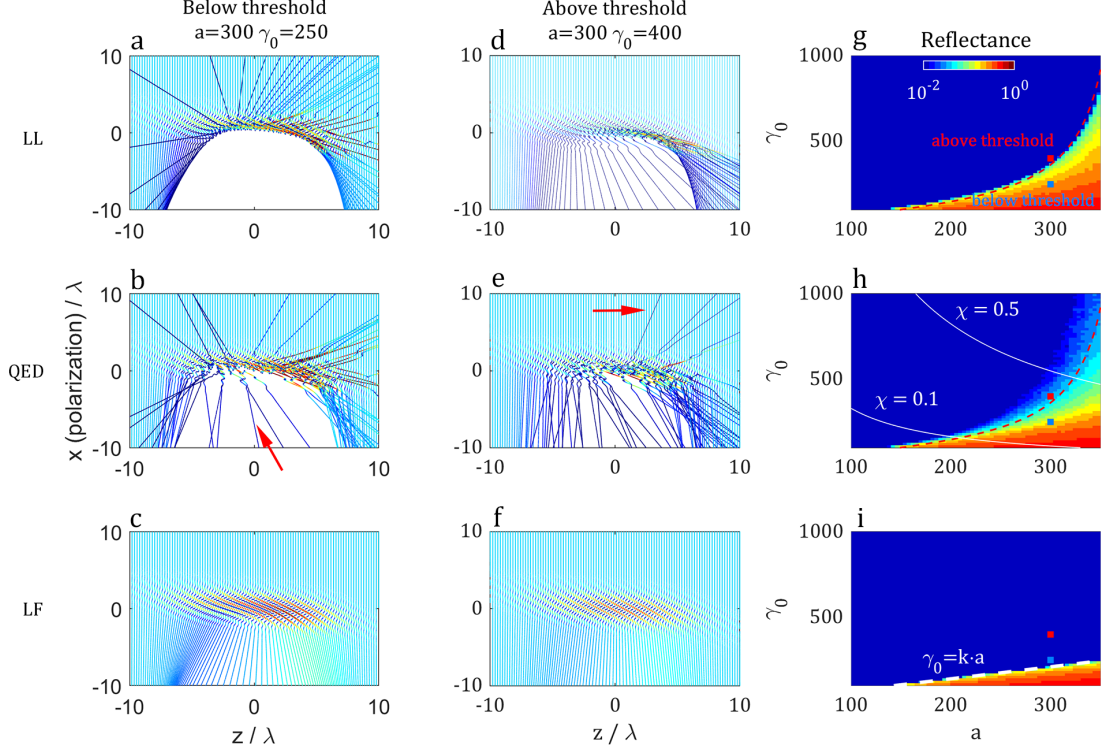 Below threshold
a=300 γ0=250
Above threshold
a=300 γ0=400
a
10
0
-10
-10
0
10
LL
d
10
0
-10
-10
0
10
g
Reflectance
10^-2
10^0
above threshold
below threshold
1000
500
γ0
100
200
300
b
10
0
-10
-10
0
10
QED
x (polarization) / λ
e
10
0
-10
-10
0
10
h
χ = 0.5
χ = 0.1
1000
500
γ0
100
200
300
c
10
0
-10
-10
0
10
LF
z / λ
f
10
0
-10
-10
0
10
z / λ
i
γ0=k·a
1000
500
γ0
100
200
300
a